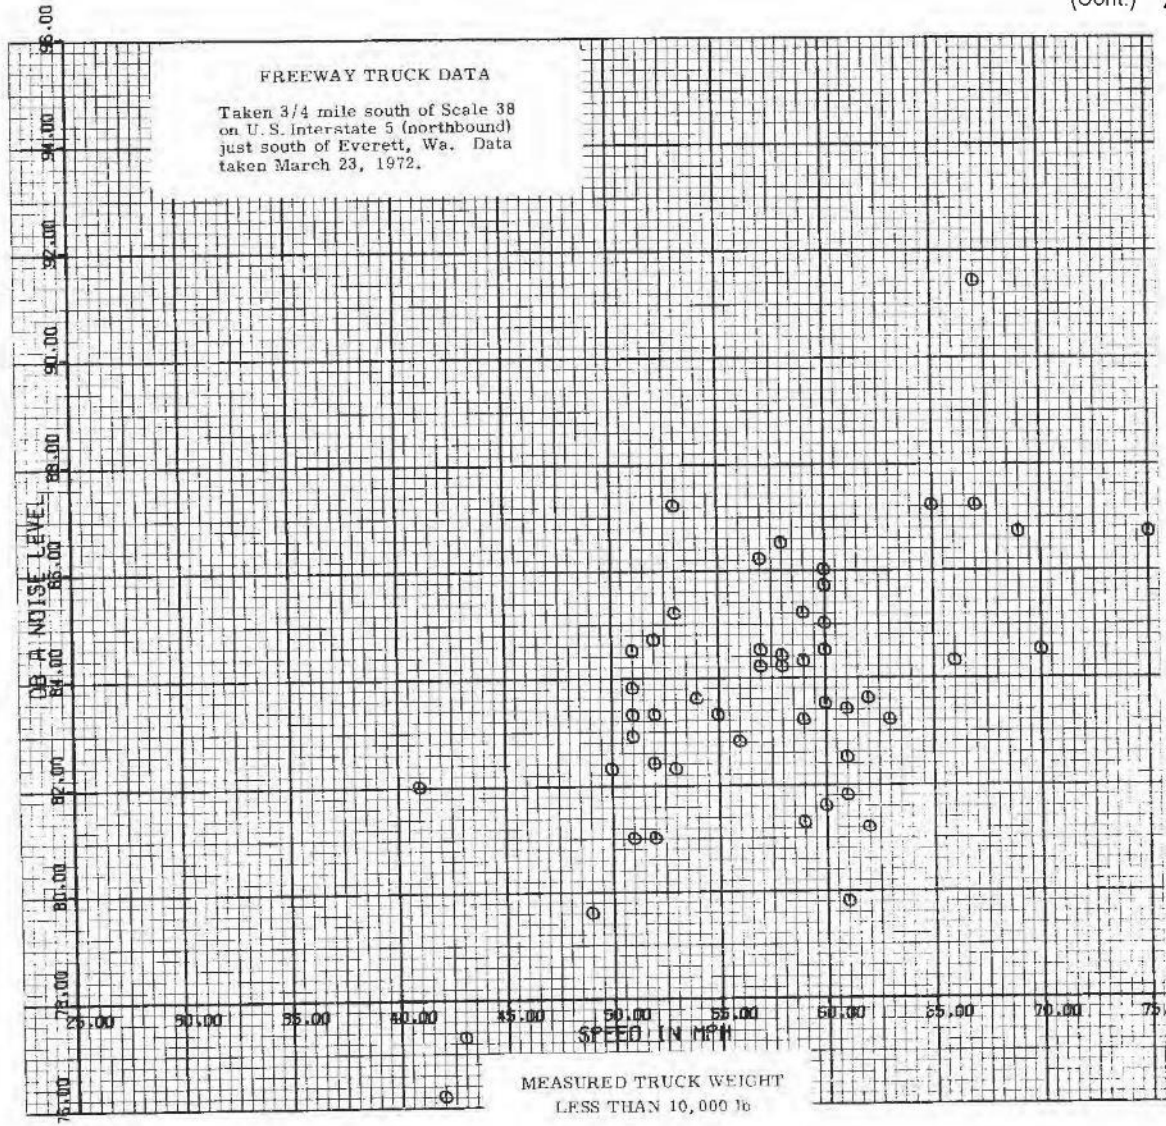 (Cont.)
FREEWAY TRUCK DATA
Taken 3/4 mile south of Scale 38
on U.S. Interstate 5 (northbound)
just south of Everett, Wa. Data
taken March 23, 1972.
96.00
94.00
92.00
90.00
88.00
86.00
84.00
82.00
80.00
78.00
76.00
DB A NOISE LEVEL
25.00 30.00 35.00 40.00 45.00 50.00 55.00 60.00 65.00 70.00 75.
SPEED IN MPH
MEASURED TRUCK WEIGHT
LESS THAN 10,000 lb